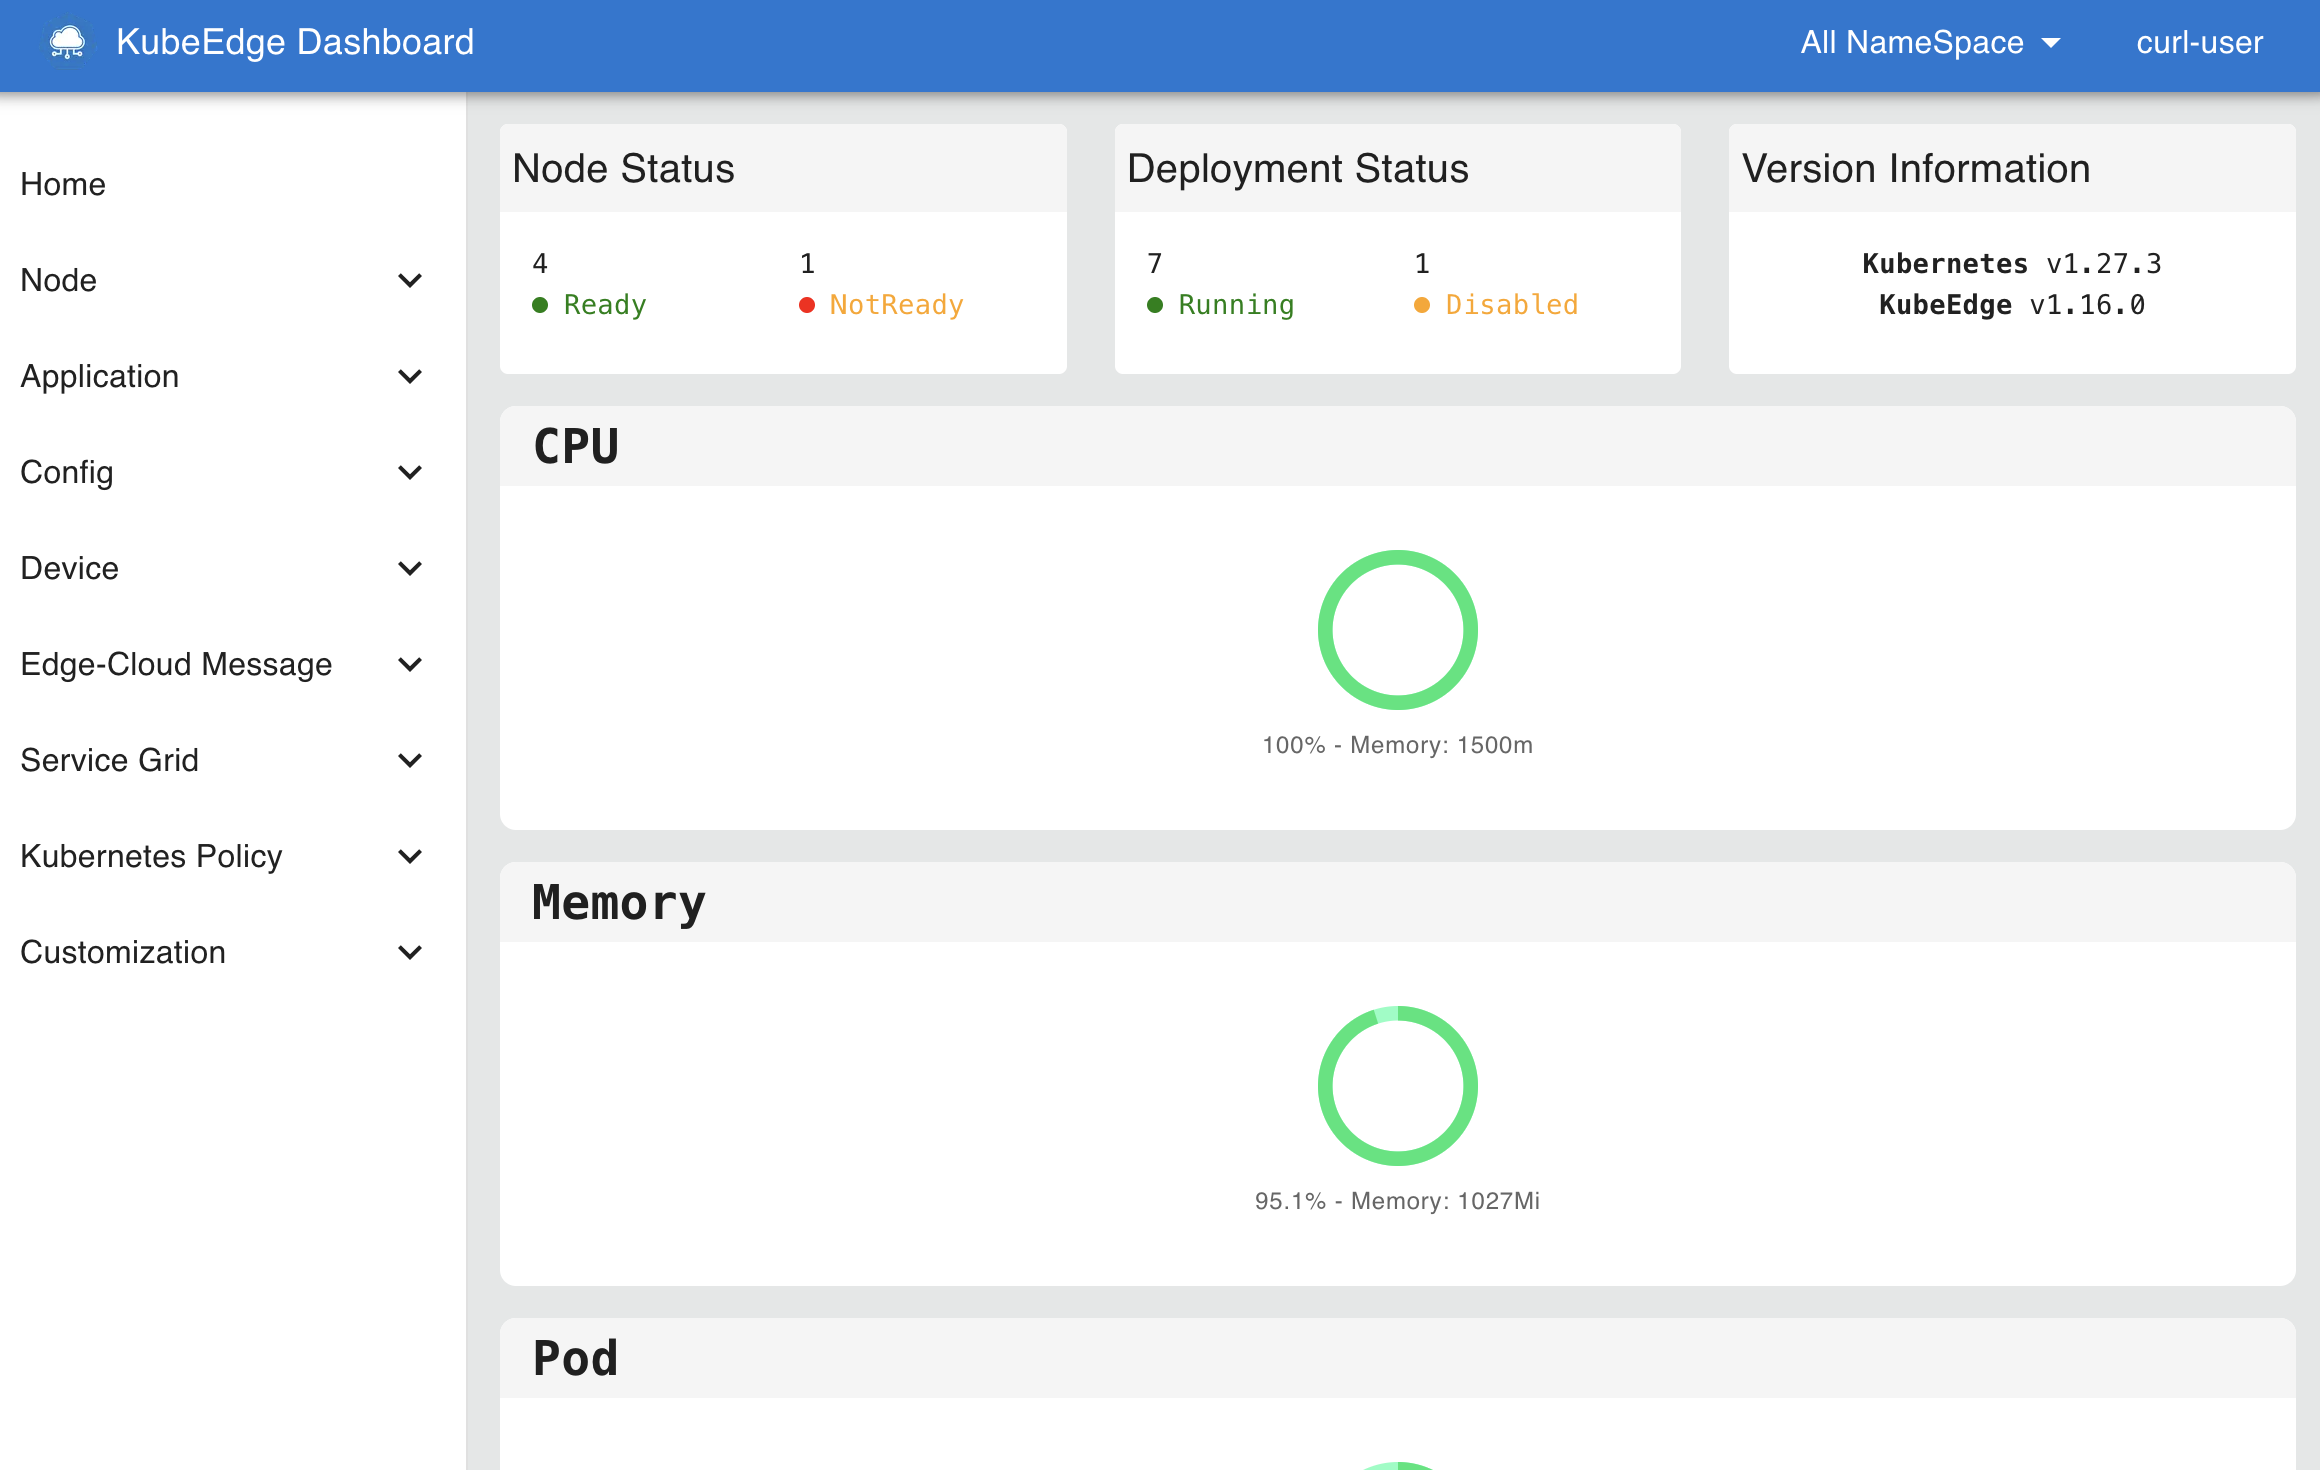 KubeEdge Dashboard
All NameSpace
curl-user
Home
Node
Application
Config
Device
Edge-Cloud Message
Service Grid
Kubernetes Policy
Customization
Node Status
4
Ready
1
NotReady
Deployment Status
7
Running
1
Disabled
Version Information
Kubernetes v1.27.3
KubeEdge v1.16.0
CPU
100% - Memory: 1500m
Memory
95.1% - Memory: 1027Mi
Pod